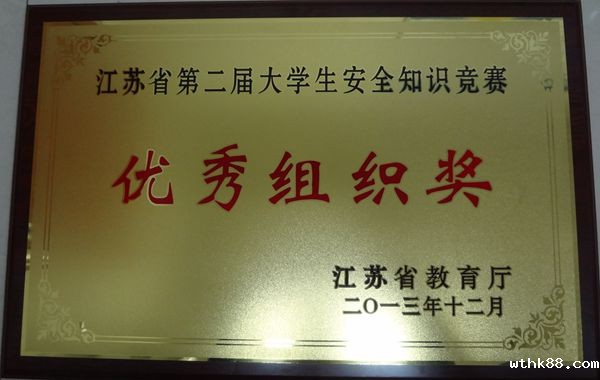 江苏省第二届大学生安全知识竞赛
优秀组织奖
江苏省教育厅
二〇一三年十二月
wthk88.com